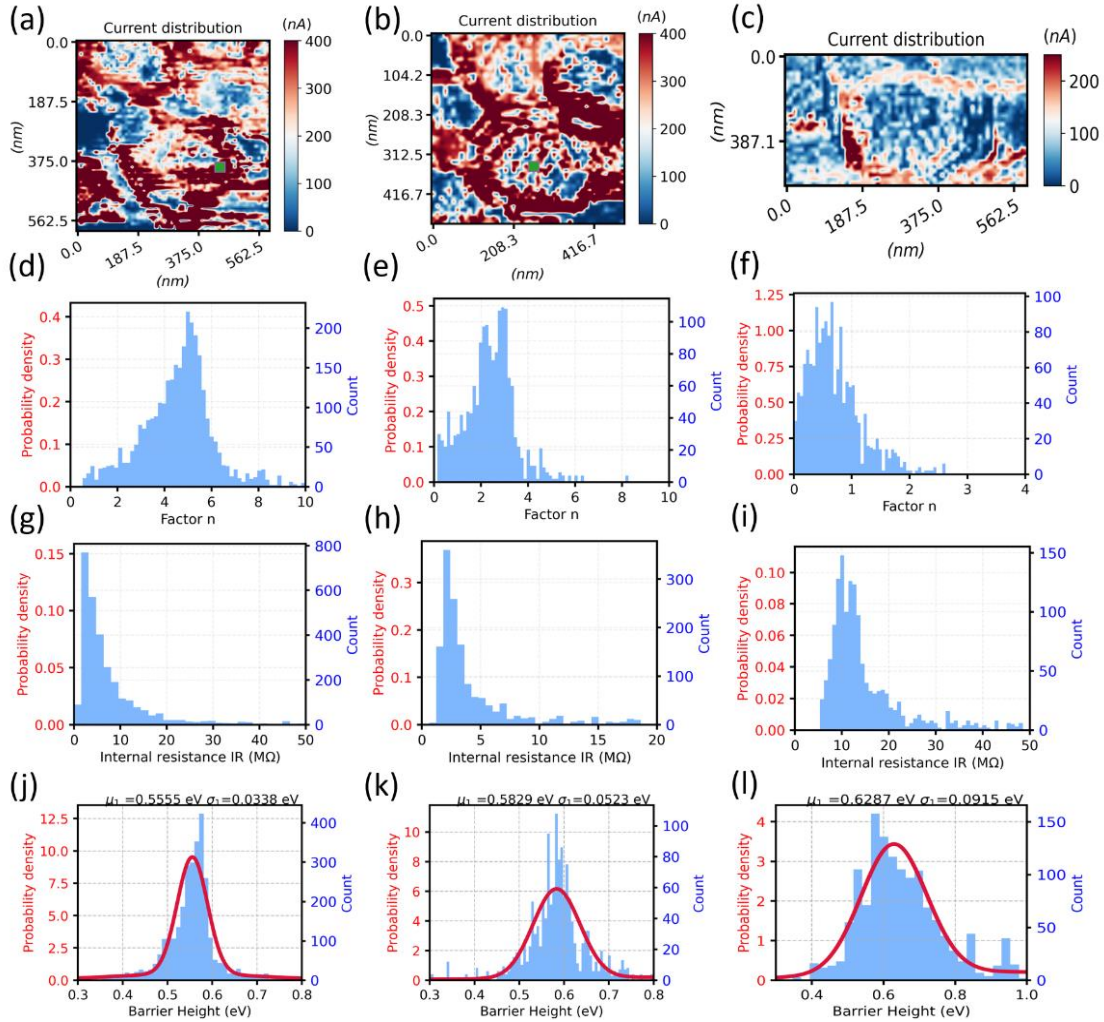 (a)
Current distribution
(nA)
400
300
200
100
0
0.0
187.5
375.0
562.5
(nm)
0.0
187.5
375.0
562.5
(nm)
(b)
Current distribution
(nA)
400
300
200
100
0
0.0
104.2
208.3
312.5
416.7
(nm)
0.0
208.3
416.7
(nm)
(c)
Current distribution
(nA)
200
100
0
0.0
387.1
(nm)
0.0
187.5
375.0
562.5
(nm)
(d)
Probability density
0.4
0.3
0.2
0.1
0.0
0 2 4 6 8 10
Factor n
200
150
100
50
0
Count
(e)
Probability density
0.5
0.4
0.3
0.2
0.1
0.0
0 2 4 6 8 10
Factor n
100
80
60
40
20
0
Count
(f)
Probability density
1.25
1.00
0.75
0.50
0.25
0.00
0 1 2 3 4
Factor n
100
80
60
40
20
0
Count
(g)
Probability density
0.15
0.10
0.05
0.00
0 10 20 30 40 50
Internal resistance IR (MΩ)
800
600
400
200
0
Count
(h)
Probability density
0.3
0.2
0.1
0.0
0 5 10 15 20
Internal resistance IR (MΩ)
300
200
100
0
Count
(i)
Probability density
0.10
0.08
0.06
0.04
0.02
0.00
0 10 20 30 40 50
Internal resistance IR (MΩ)
150
100
50
0
Count
(j)
μ₁ =0.5555 eV σ₁=0.0338 eV
Probability density
12.5
10.0
7.5
5.0
2.5
0.0
0.3 0.4 0.5 0.6 0.7 0.8
Barrier Height (eV)
400
300
200
100
0
Count
(k)
μ₁ =0.5829 eV σ₁=0.0523 eV
Probability density
10
8
6
4
2
0
0.3 0.4 0.5 0.6 0.7 0.8
Barrier Height (eV)
100
80
60
40
20
0
Count
(l)
μ₁ =0.6287 eV σ₁=0.0915 eV
Probability density
4
3
2
1
0
0.4 0.6 0.8 1.0
Barrier Height (eV)
150
100
50
0
Count